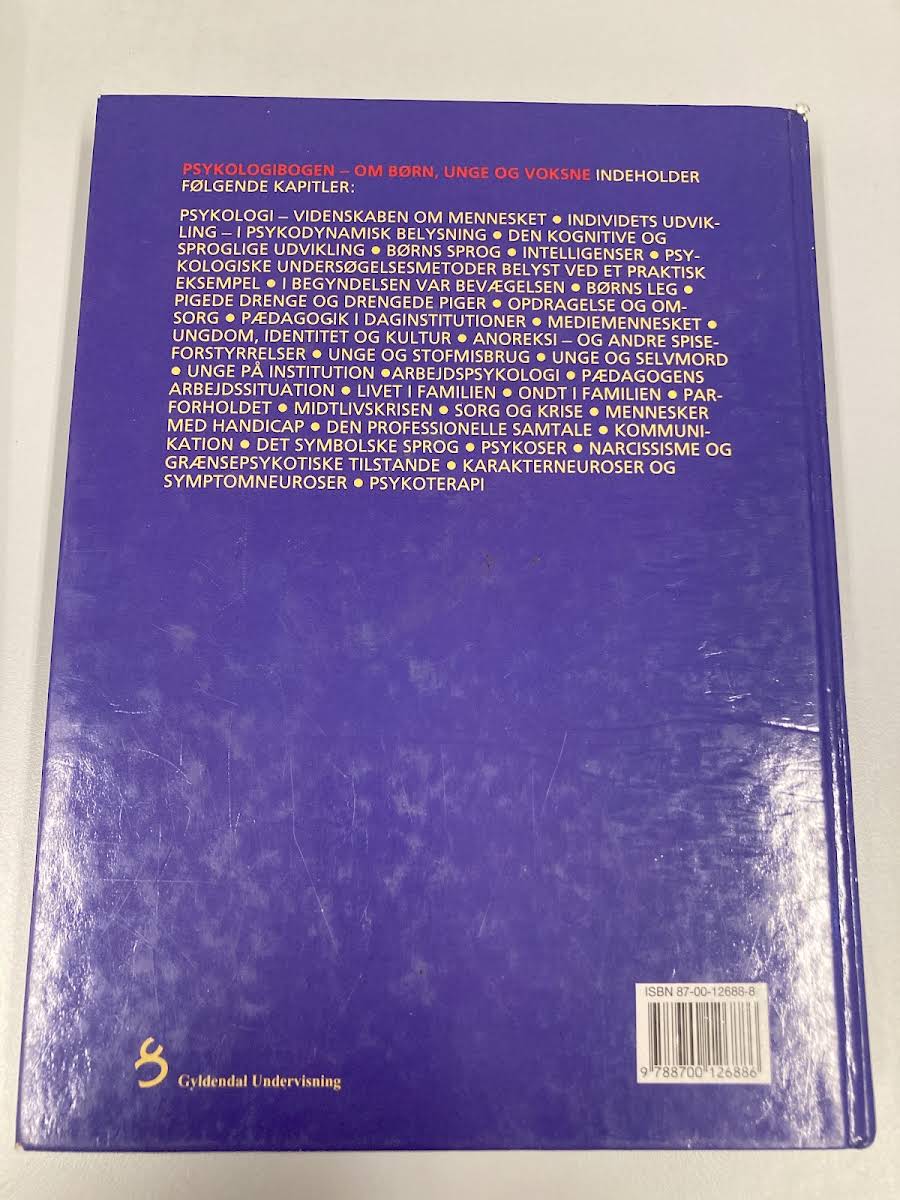 PSYKOLOGIBOGEN – OM BØRN, UNGE OG VOKSNE INDEHOLDER
FØLGENDE KAPITLER:
PSYKOLOGI – VIDENSKABEN OM MENNESKET ● INDIVIDETS UDVIK-
LING – I PSYKODYNAMISK BELYSNING ● DEN KOGNITIVE OG
SPROGLIGE UDVIKLING ● BØRNS SPROG ● INTELLIGENSER ● PSY-
KOLOGISKE UNDERSØGELSESMETODER BELYST VED ET PRAKTISK
EKSEMPEL ● I BEGYNDELSEN VAR BEVÆGELSEN ● BØRNS LEG ●
PIGEDE DRENGE OG DRENGEDE PIGER ● OPDRAGELSE OG OM-
SORG ● PÆDAGOGIK I DAGINSTITUTIONER ● MEDIEMENNESKET ●
UNGDOM, IDENTITET OG KULTUR ● ANOREKSI – OG ANDRE SPISE-
FORSTYRRELSER ● UNGE OG STOFMISBRUG ● UNGE OG SELVMORD
● UNGE PÅ INSTITUTION ●ARBEJDSPSYKOLOGI ● PÆDAGOGENS
ARBEJDSSITUATION ● LIVET I FAMILIEN ● ONDT I FAMILIEN ● PAR-
FORHOLDET ● MIDTLIVSKRISEN ● SORG OG KRISE ● MENNESKER
MED HANDICAP ● DEN PROFESSIONELLE SAMTALE ● KOMMUNI-
KATION ● DET SYMBOLSKE SPROG ● PSYKOSER ● NARCISSISME OG
GRÆNSEPSYKOTISKE TILSTANDE ● KARAKTERNEUROSER OG
SYMPTOMNEUROSER ● PSYKOTERAPI
ISBN 87-00-12688-8
9 788700 126886
Gyldendal Undervisning